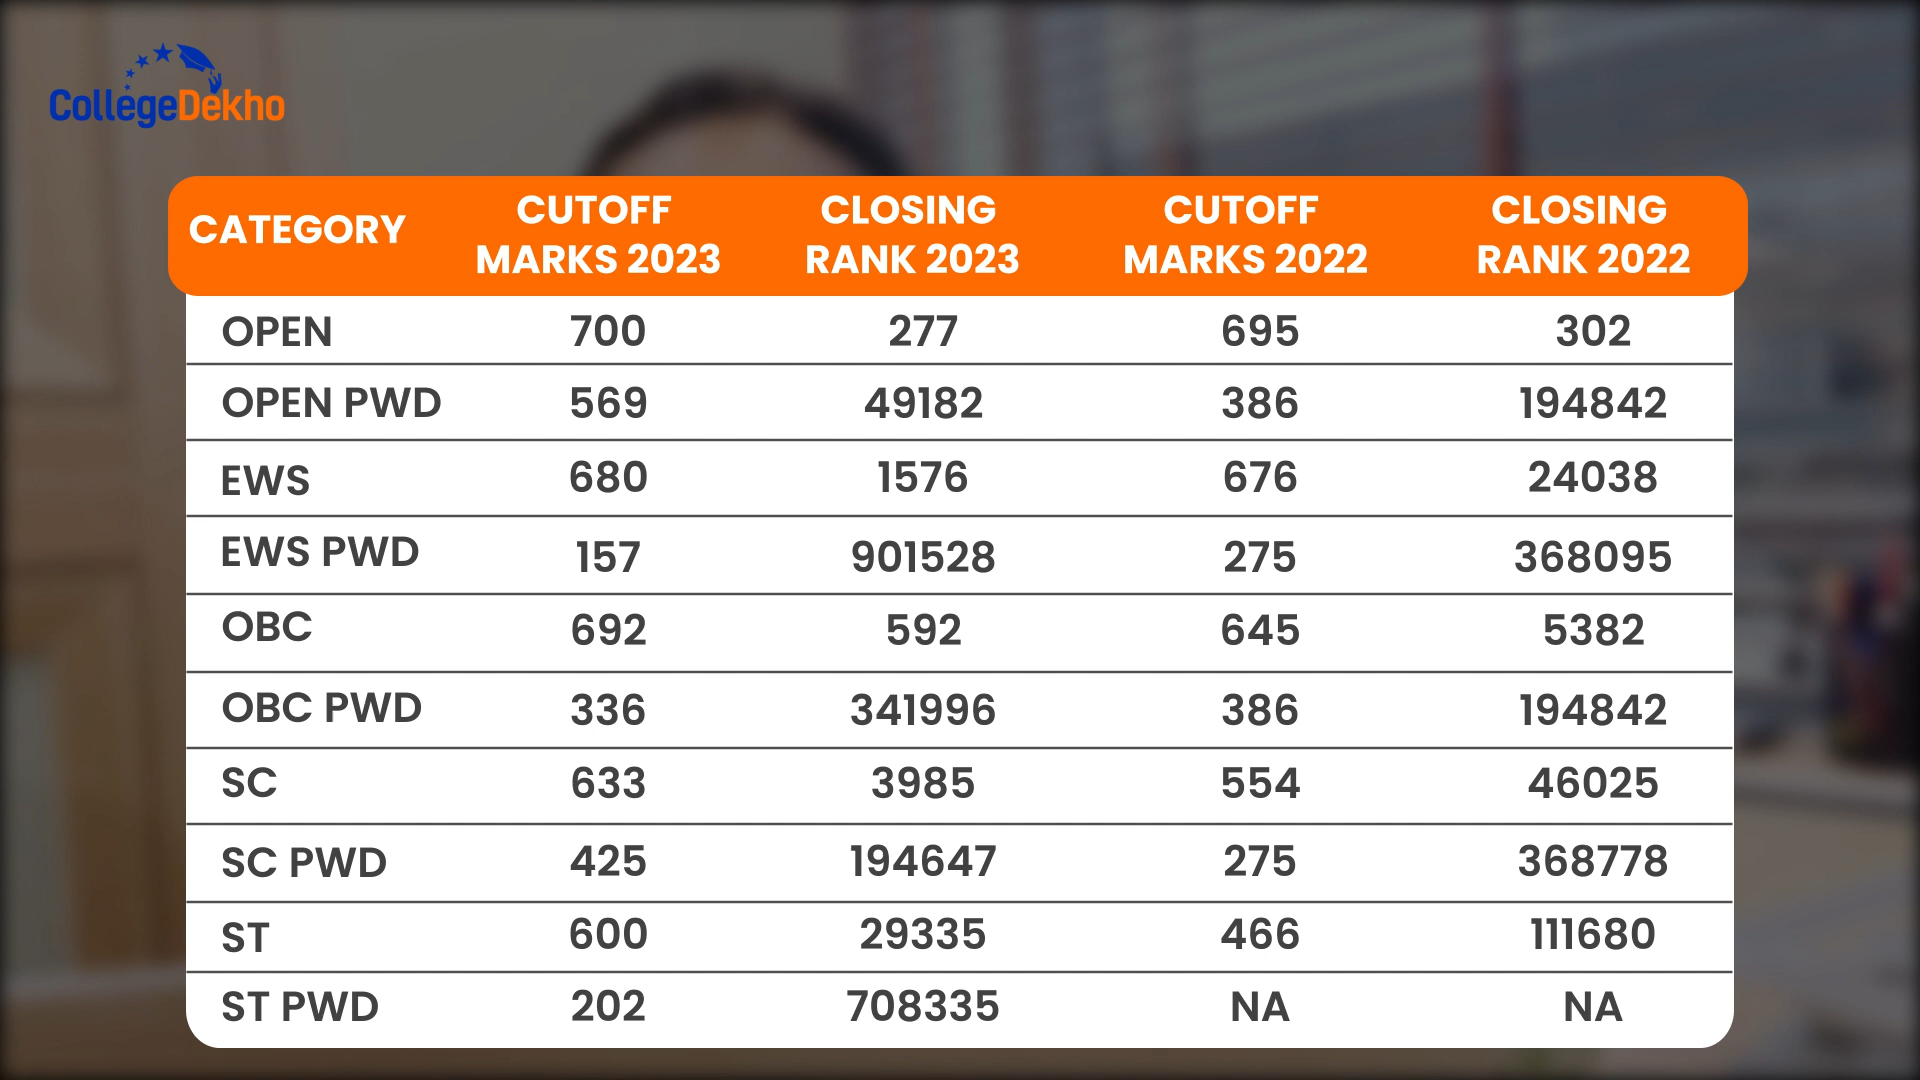 CollegeDekho
CATEGORY CUTOFF MARKS 2023 CLOSING RANK 2023 CUTOFF MARKS 2022 CLOSING RANK 2022
OPEN 700 277 695 302
OPEN PWD 569 49182 386 194842
EWS 680 1576 676 24038
EWS PWD 157 901528 275 368095
OBC 692 592 645 5382
OBC PWD 336 341996 386 194842
SC 633 3985 554 46025
SC PWD 425 194647 275 368778
ST 600 29335 466 111680
ST PWD 202 708335 NA NA